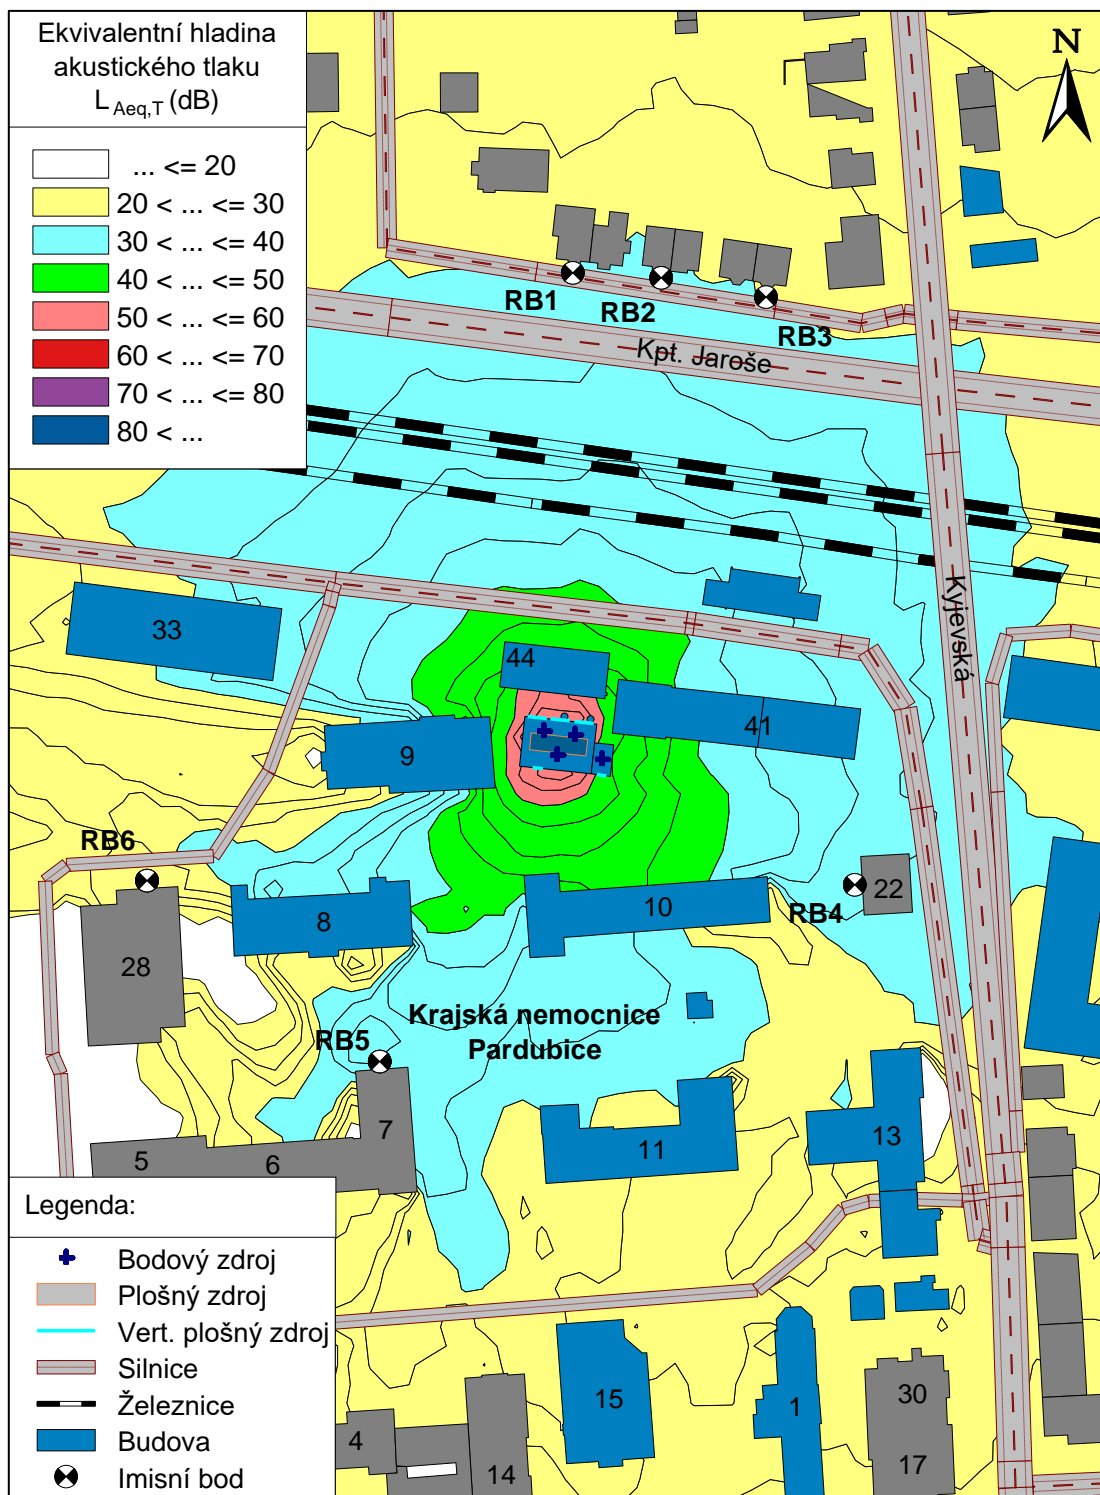 Ekvivalentní hladina
akustického tlaku
L Aeq,T (dB)
... <= 20
20 < ... <= 30
30 < ... <= 40
40 < ... <= 50
50 < ... <= 60
60 < ... <= 70
70 < ... <= 80
80 < ...
N
RB1
RB2
RB3
Kpt. Jaroše
Kyjevská
33
44
41
9
RB6
8
10
RB4
22
28
Krajská nemocnice
Pardubice
RB5
7
11
13
5
6
15
1
30
17
4
14
Legenda:
Bodový zdroj
Plošný zdroj
Vert. plošný zdroj
Silnice
Železnice
Budova
Imisní bod